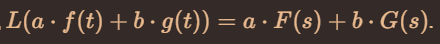 L(a · f(t) + b · g(t)) = a · F(s) + b · G(s).